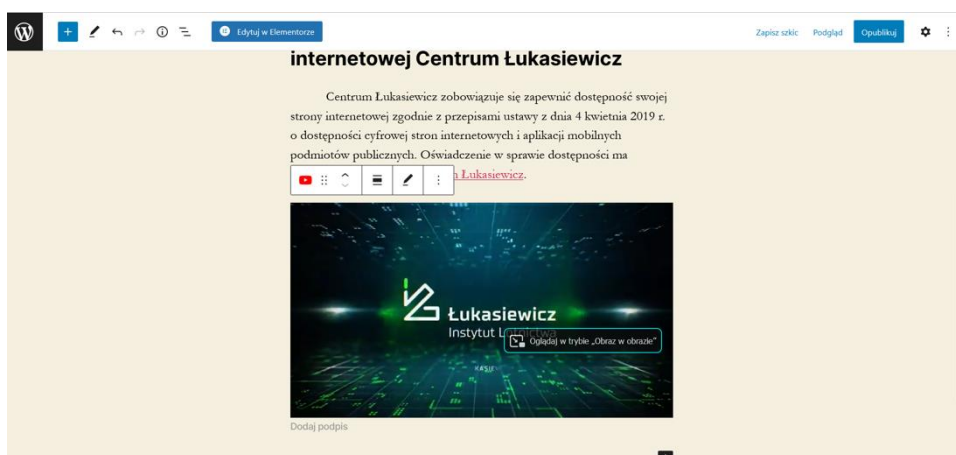 Edytuj w Elementorze
Zapisz szkic
Podgląd
Opublikuj
internetowej Centrum Łukasiewicz
Centrum Łukasiewicz zobowiązuje się zapewnić dostępność swojej
strony internetowej zgodnie z przepisami ustawy z dnia 4 kwietnia 2019 r.
o dostępności cyfrowej stron internetowych i aplikacji mobilnych
podmiotów publicznych. Oświadczenie w sprawie dostępności ma
Łukasiewicz.
Łukasiewicz
Instytut Lotnictwa
Oglądaj w trybie „Obraz w obrazie”
Dodaj podpis